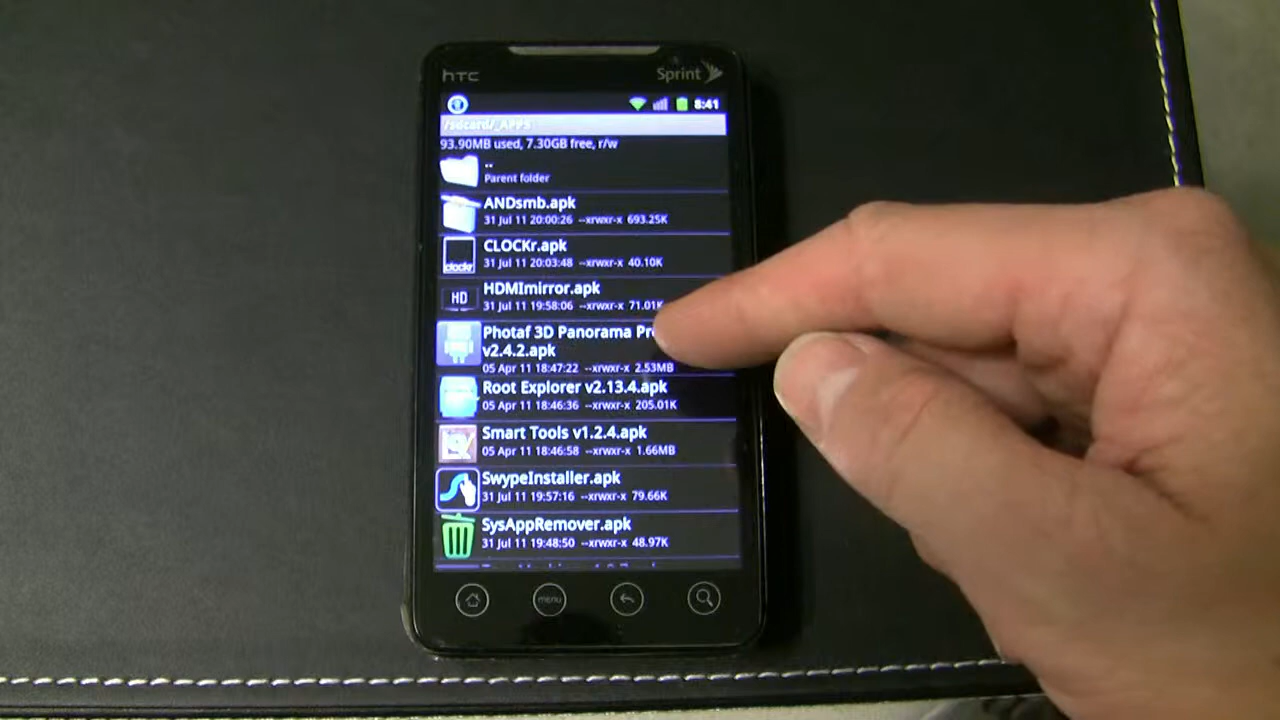 hTC
Sprint
8:41
/sdcard/_APPS
93.90MB used, 7.30GB free, r/w
..
Parent folder
ANDsmb.apk
31 Jul 11 20:00:26 --xrwxr-x 693.25K
clockr
CLOCKr.apk
31 Jul 11 20:03:48 --xrwxr-x 40.10K
HD
HDMImirror.apk
31 Jul 11 19:58:06 --xrwxr-x 71.01K
Photaf 3D Panorama Pr
v2.4.2.apk
05 Apr 11 18:47:22 --xrwxr-x 2.53MB
Root Explorer v2.13.4.apk
05 Apr 11 18:46:36 --xrwxr-x 205.01K
Smart Tools v1.2.4.apk
05 Apr 11 18:46:58 --xrwxr-x 1.66MB
SwypeInstaller.apk
31 Jul 11 19:57:16 --xrwxr-x 79.66K
SysAppRemover.apk
31 Jul 11 19:48:50 --xrwxr-x 48.97K
menu